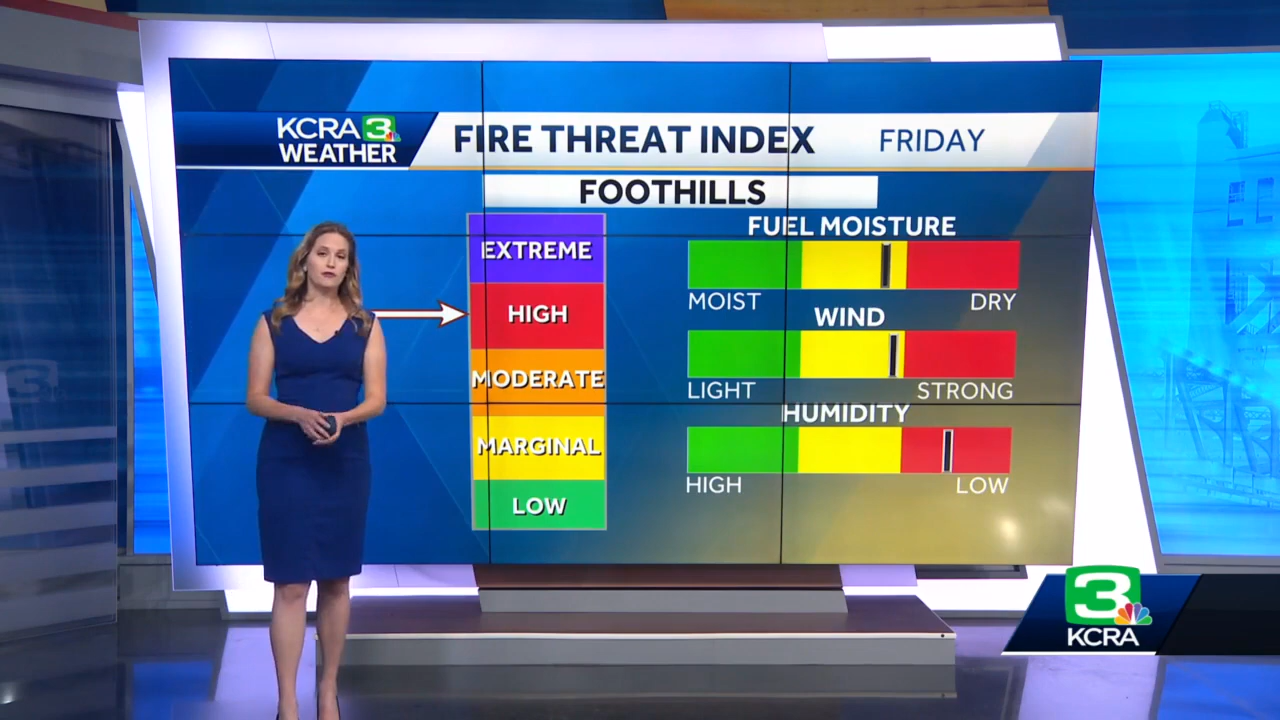 KCRA 3
WEATHER
FIRE THREAT INDEX
FRIDAY
FOOTHILLS
EXTREME
HIGH
MODERATE
MARGINAL
LOW
FUEL MOISTURE
MOIST
DRY
WIND
LIGHT
STRONG
HUMIDITY
HIGH
LOW
3
3
KCRA